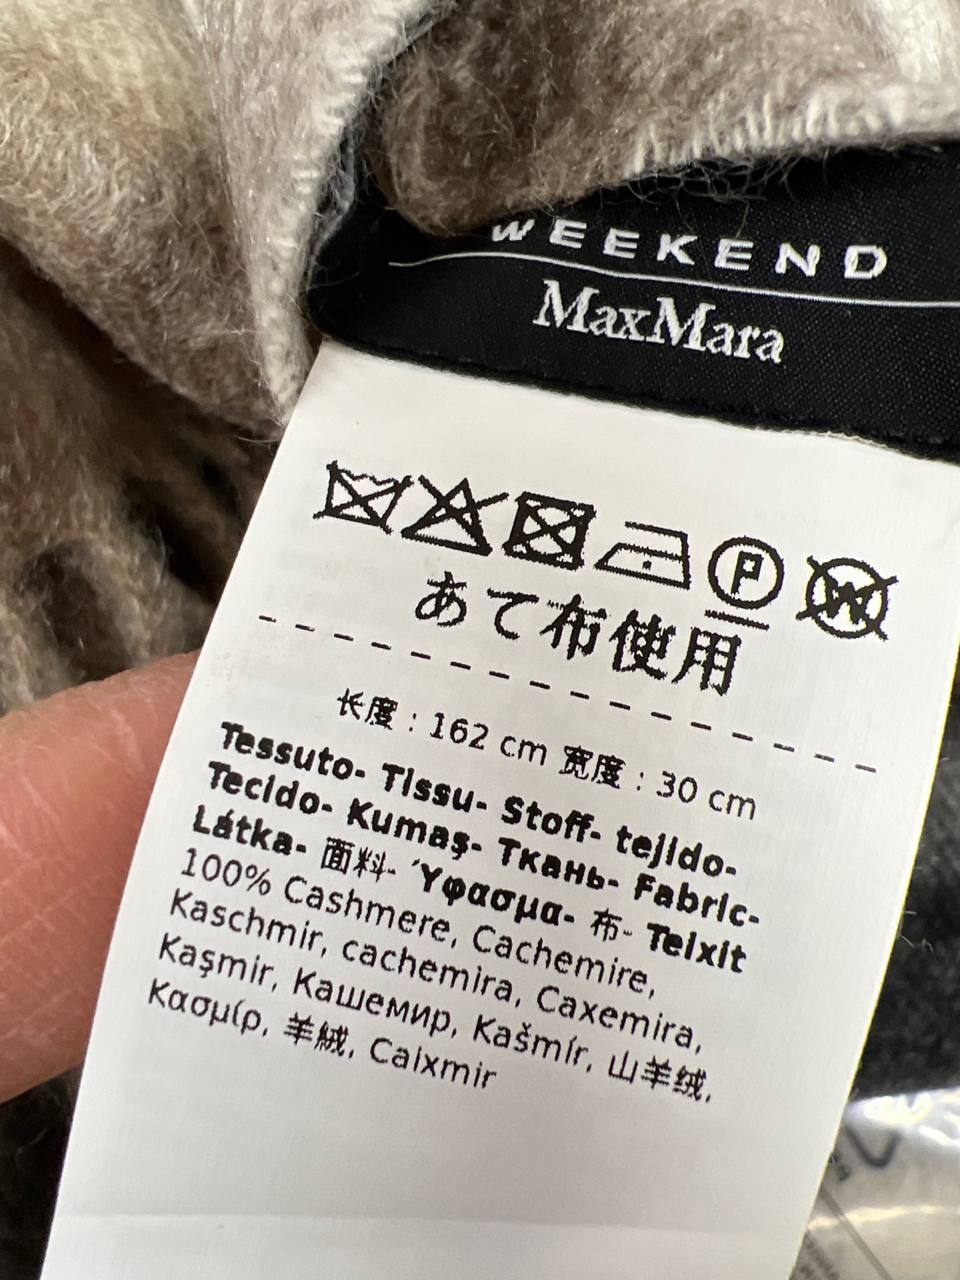 WEEKEND
MaxMara
P W
あて布使用
长度 : 162 cm 宽度 : 30 cm
Tessuto- Tissu- Stoff- tejido-
Tecido- Kumaş- Ткань- Fabric-
Látka- 面料- Ύφασμα- 布- Teixit
100% Cashmere, Cachemire,
Kaschmir, cachemira, Caxemira,
Kaşmir, Кашемир, Kašmír, 山羊绒,
Κασμίρ, 羊絨, Caixmir